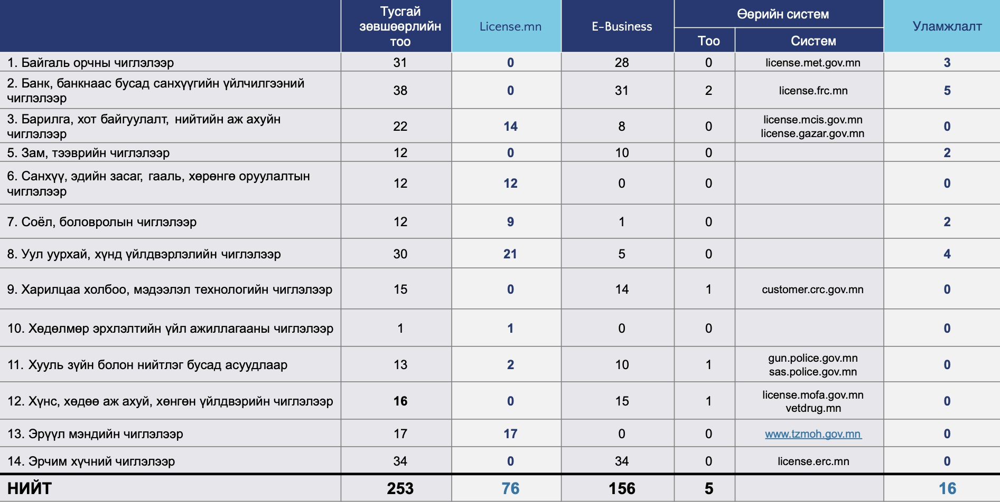 Тусгай зөвшөөрлийн тоо License.mn E-Business Өөрийн систем Уламжлалт
Тоо Систем
1. Байгаль орчны чиглэлээр 31 0 28 0 license.met.gov.mn 3
2. Банк, банкнаас бусад санхүүгийн үйлчилгээний
чиглэлээр 38 0 31 2 license.frc.mn 5
3. Барилга, хот байгуулалт, нийтийн аж ахуйн
чиглэлээр 22 14 8 0 license.mcis.gov.mn
license.gazar.gov.mn 0
5. Зам, тээврийн чиглэлээр 12 0 10 0 2
6. Санхүү, эдийн засаг, гааль, хөрөнгө оруулалтын
чиглэлээр 12 12 0 0 0
7. Соёл, боловролын чиглэлээр 12 9 1 0 2
8. Уул уурхай, хүнд үйлдвэрлэлийн чиглэлээр 30 21 5 0 4
9. Харилцаа холбоо, мэдээлэл технологийн чиглэлээр 15 0 14 1 customer.crc.gov.mn 0
10. Хөдөлмөр эрхлэлтийн үйл ажиллагааны чиглэлээр 1 1 0 0 0
11. Хууль зүйн болон нийтлэг бусад асуудлаар 13 2 10 1 gun.police.gov.mn
sas.police.gov.mn 0
12. Хүнс, хөдөө аж ахуй, хөнгөн үйлдвэрийн чиглэлээр 16 0 15 1 license.mofa.gov.mn
vetdrug.mn 0
13. Эрүүл мэндийн чиглэлээр 17 17 0 0 www.tzmoh.gov.mn 0
14. Эрчим хүчний чиглэлээр 34 0 34 0 license.erc.mn 0
НИЙТ 253 76 156 5 16